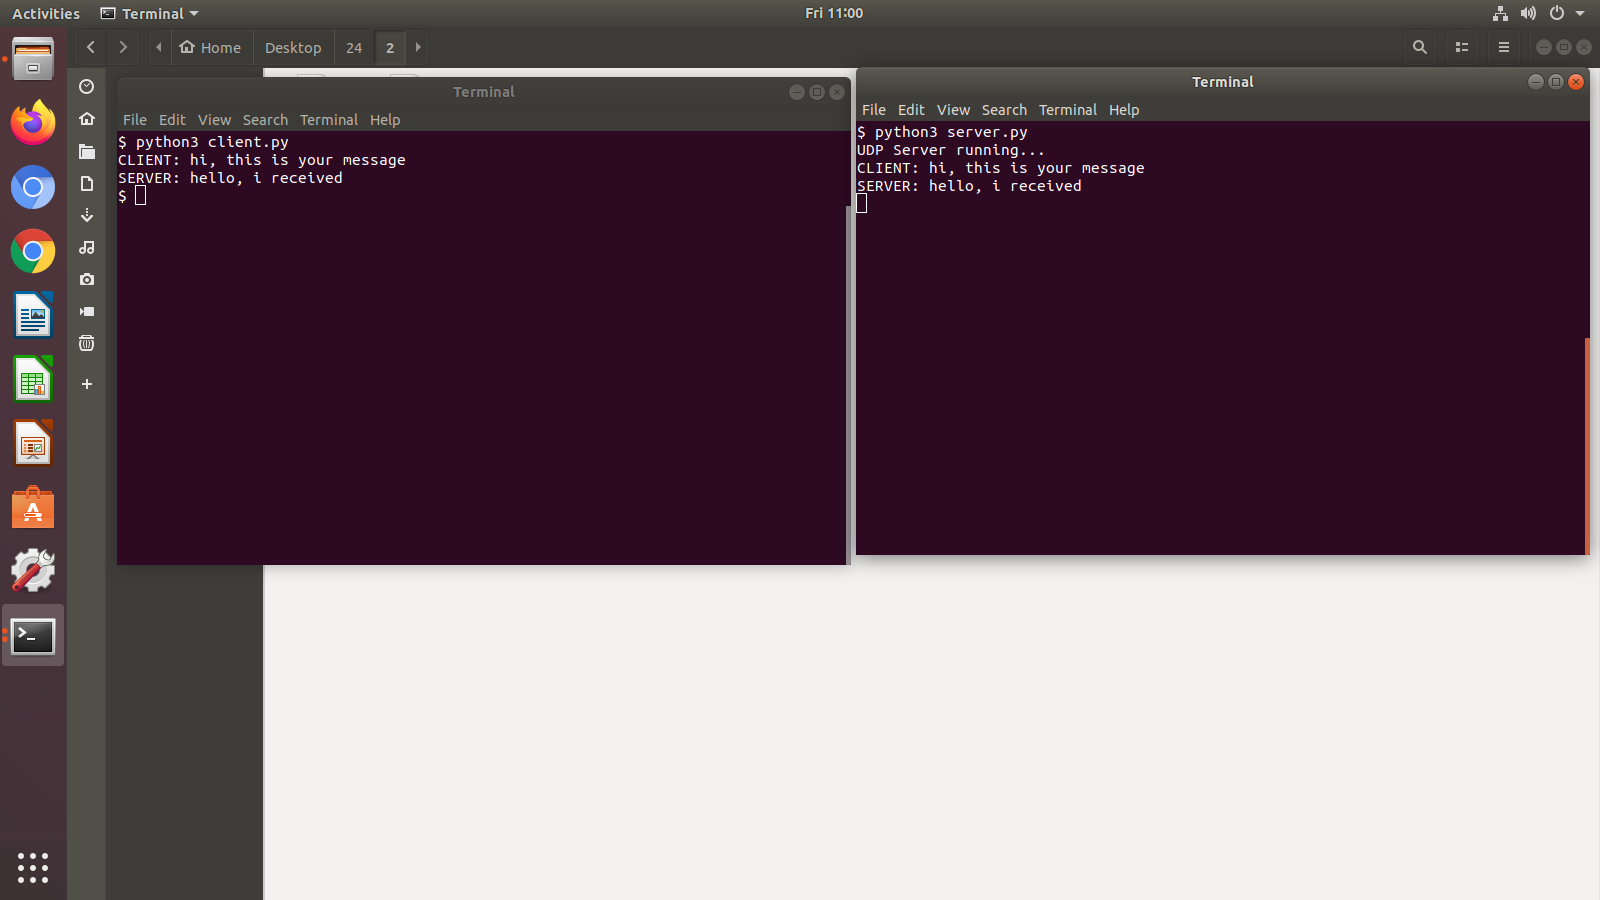 Activities Terminal Fri 11:00
Home Desktop 24 2
Terminal
File Edit View Search Terminal Help
$ python3 client.py
CLIENT: hi, this is your message
SERVER: hello, i received
$
Terminal
File Edit View Search Terminal Help
$ python3 server.py
UDP Server running...
CLIENT: hi, this is your message
SERVER: hello, i received